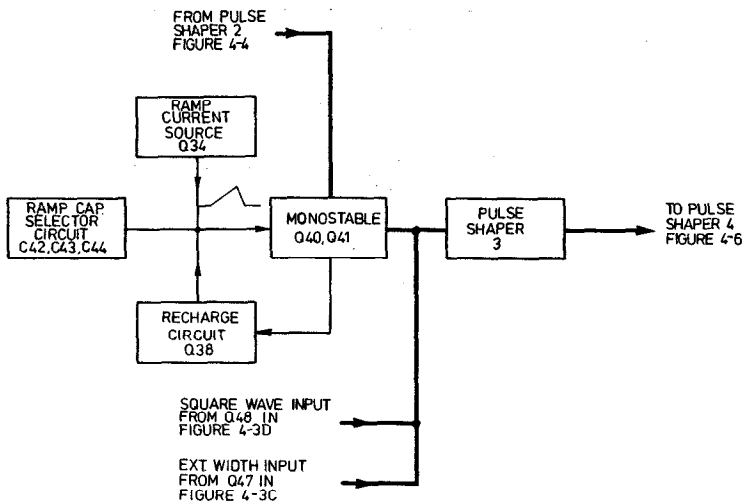 FROM PULSE
SHAPER 2
FIGURE 4-4
RAMP
CURRENT
SOURCE
Q34
RAMP CAP
SELECTOR
CIRCUIT
C42,C43,C44
MONOSTABLE
Q40,Q41
PULSE
SHAPER
3
TO PULSE
SHAPER 4
FIGURE 4-6
RECHARGE
CIRCUIT
Q38
SQUARE WAVE INPUT
FROM Q48 IN
FIGURE 4-3D
EXT WIDTH INPUT
FROM Q47 IN
FIGURE 4-3C